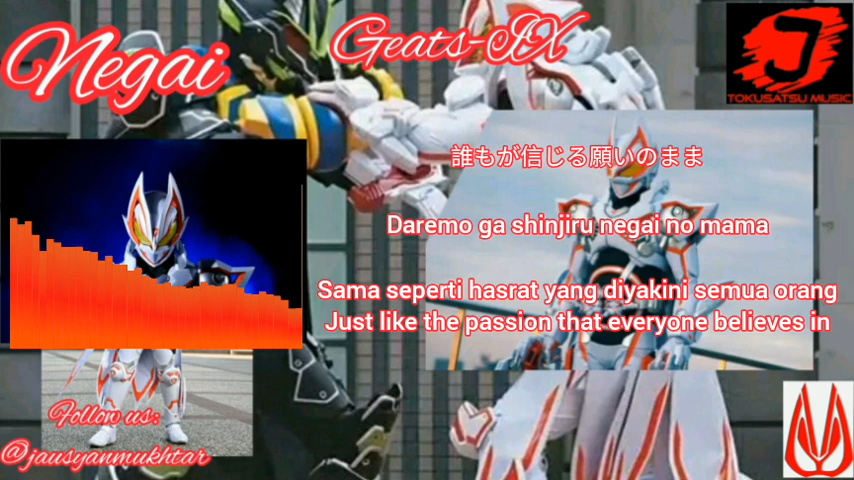 Negai
Geats-IX
TOKUSATSU MUSIC
誰もが信じる願いのまま
Daremo ga shinjiru negai no mama
Sama seperti hasrat yang diyakini semua orang
Just like the passion that everyone believes in
Follow us:
@jausyanmukhtar